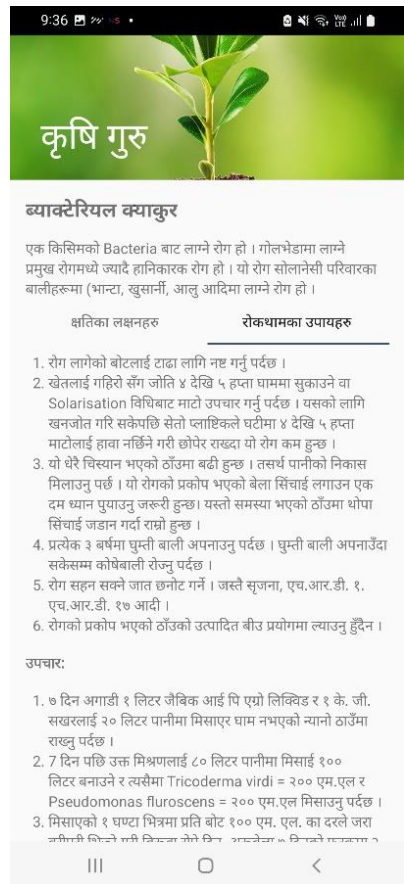 9:36
NS
Vo))
LTE
कृषि गुरु
ब्याक्टेरियल क्याकुर
एक किसिमको Bacteria बाट लाग्ने रोग हो । गोलभेडामा लाग्ने
प्रमुख रोगमध्ये ज्यादै हानिकारक रोग हो । यो रोग सोलानेसी परिवारका
बालीहरूमा (भान्टा, खुसार्नी, आलु आदिमा लाग्ने रोग हो ।
क्षतिका लक्षनहरु
रोकथामका उपायहरु
1. रोग लागेको बोटलाई टाढा लागि नष्ट गर्नु पर्दछ ।
2. खेतलाई गहिरो सँग जोति ४ देखि ५ हप्ता घाममा सुकाउने वा
Solarisation विधिबाट माटो उपचार गर्नु पर्दछ । यसको लागि
खनजोत गरि सकेपछि सेतो प्लाष्टिकले घटीमा ४ देखि ५ हप्ता
माटोलाई हावा नर्छिने गरी छोपेर राख्दा यो रोग कम हुन्छ ।
3. यो धेरै चिस्यान भएको ठाँउमा बढी हुन्छ । तसर्थ पानीको निकास
मिलाउनु पर्छ । यो रोगको प्रकोप भएको बेला सिंचाई लगाउन एक
दम ध्यान पुयाउनु जरूरी हुन्छ। यस्तो समस्या भएको ठाँउमा थोपा
सिंचाई जडान गर्दा राम्रो हुन्छ ।
4. प्रत्येक ३ बर्षमा घुम्ती बाली अपनाउनु पर्दछ । घुम्ती बाली अपनाउँदा
सकेसम्म कोषेबाली रोज्नु पर्दछ ।
5. रोग सहन सक्ने जात छनोट गर्ने । जस्तै सृजना, एच.आर.डी. १.
एच.आर.डी. १७ आदी ।
6. रोगको प्रकोप भएको ठाँउको उत्पादित बीउ प्रयोगमा ल्याउनु हुँदैन ।
उपचार:
1. ७ दिन अगाडी १ लिटर जैबिक आई पि एग्रो लिक्विड र १ के. जी.
सखरलाई २० लिटर पानीमा मिसाएर घाम नभएको न्यानो ठाउँमा
राख्नु पर्दछ ।
2. 7 दिन पछि उक्त मिश्रणलाई ८० लिटर पानीमा मिसाई १००
लिटर बनाउने र त्यसैमा Tricoderma virdi = २०० एम.एल र
Pseudomonas fluroscens = २०० एम.एल मिसाउनु पर्दछ ।
3. मिसाएको १ घण्टा भित्रमा प्रति बोट १०० एम. एल. का दरले जरा